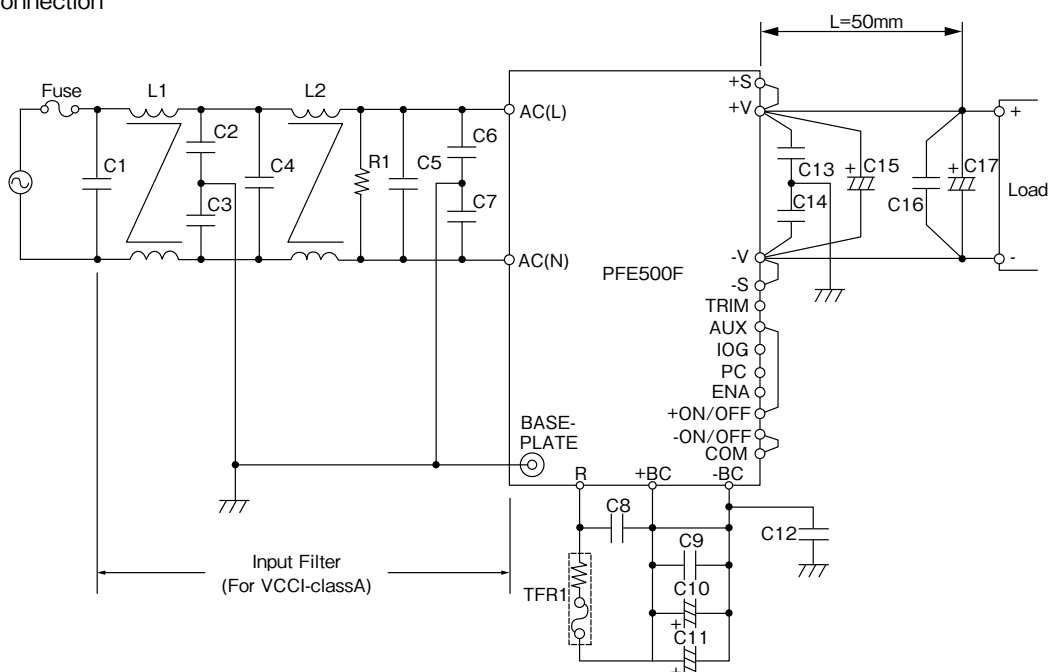 onnection
L=50mm
Fuse
L1
L2
+S
+V
AC(L)
+
C2
C6
C1
C4
R1
C5
C13
+
C15
+
C17
C3
C7
C14
C16
Load
-V
AC(N)
-
PFE500F
-S
TRIM
AUX
IOG
PC
ENA
+ON/OFF
-ON/OFF
COM
BASE-
PLATE
R
+BC
-BC
C8
C12
C9
Input Filter
(For VCCI-classA)
TFR1
C10
+
C11
+